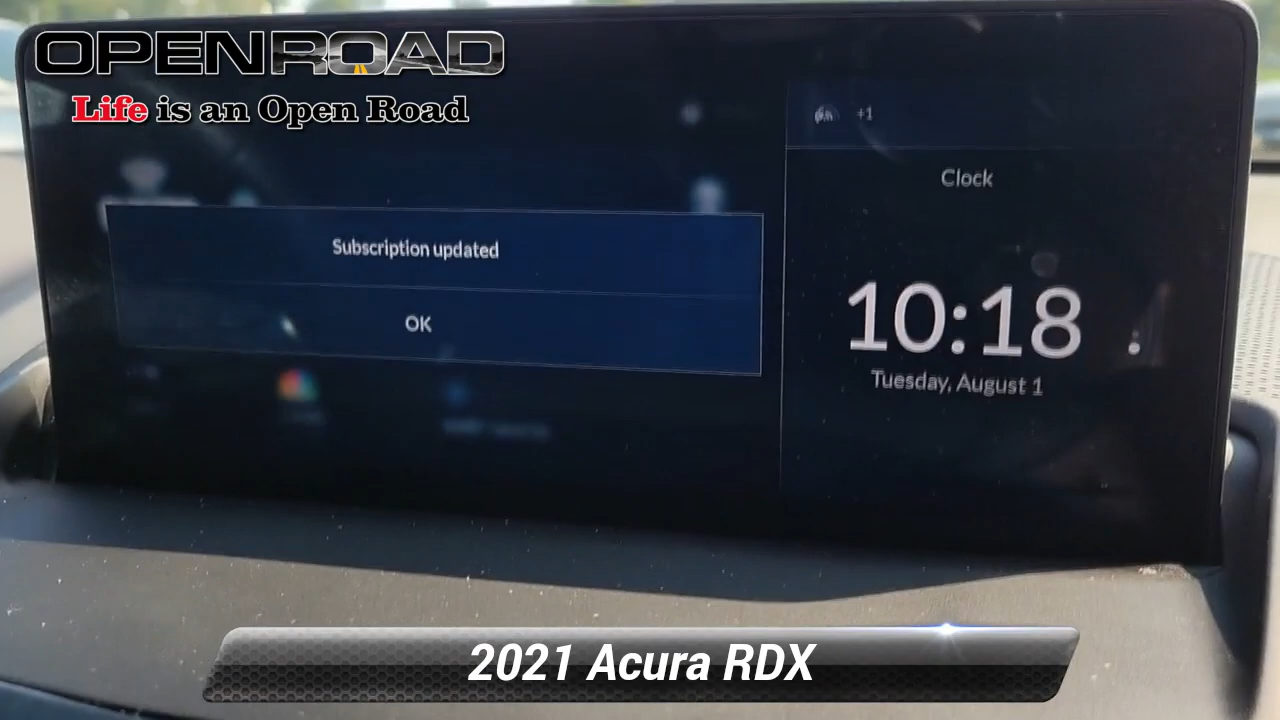 OPENROAD
Life is an Open Road
+1
Clock
Subscription updated
OK
10:18
Tuesday, August 1
2021 Acura RDX